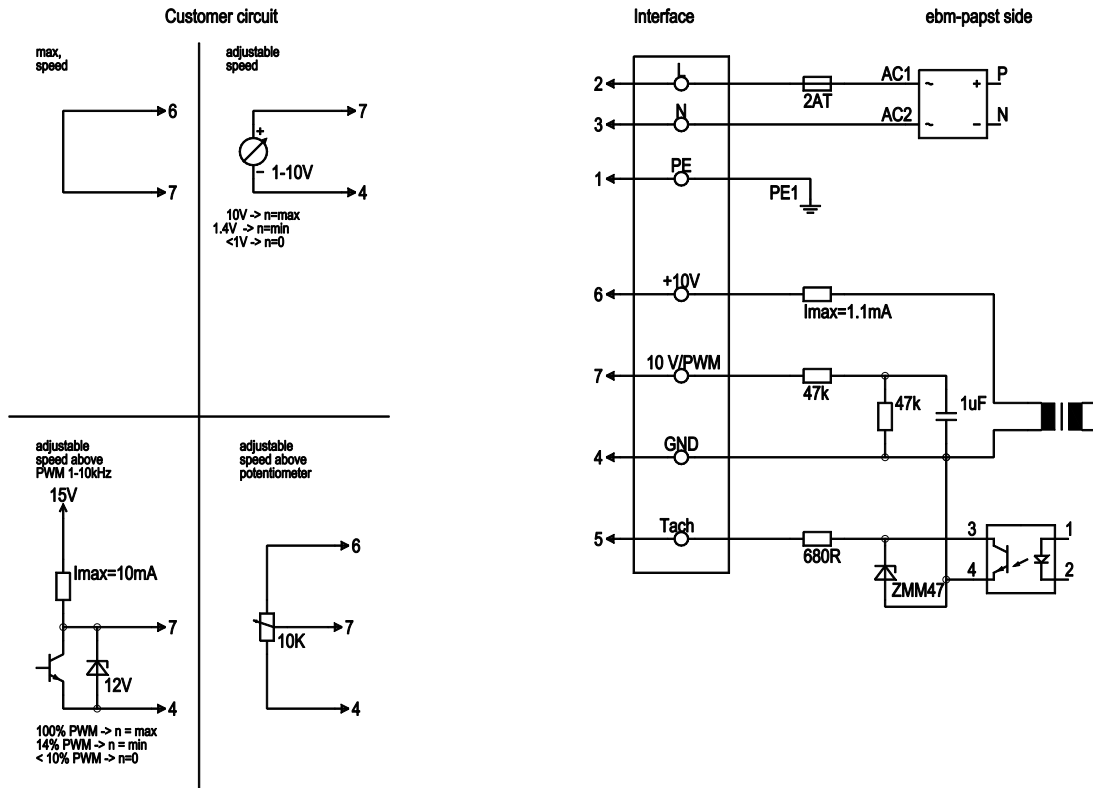 Customer circuit
Interface
ebm-papst side
max,
speed
6
7
adjustable
speed
7
+
−
1-10V
4
10V -> n=max
1.4V -> n=min
<1V -> n=0
adjustable
speed above
PWM 1-10kHz
15V
Imax=10mA
7
12V
4
100% PWM -> n = max
14% PWM -> n = min
< 10% PWM -> n=0
adjustable
speed above
potentiometer
6
7
10K
4
2
L
2AT
AC1
~
+
P
3
N
AC2
~
−
N
1
PE
PE1
6
+10V
Imax=1.1mA
7
10 V/PWM
47k
47k
1uF
4
GND
5
Tach
680R
ZMM47
3
1
4
2